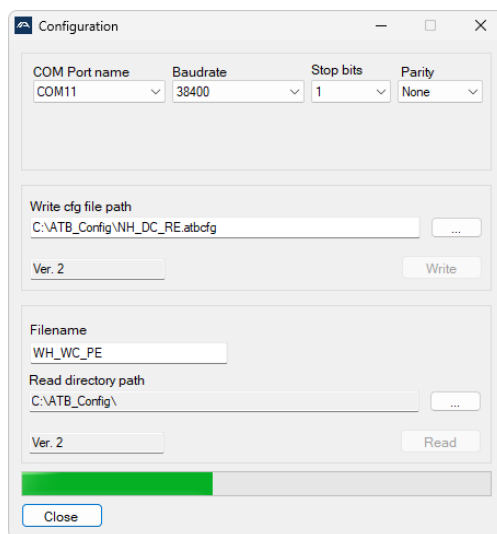 Configuration
COM Port name Baudrate Stop bits Parity
COM11 38400 1 None
Write cfg file path
C:\ATB_Config\NH_DC_RE.atbcfg ...
Ver. 2 Write
Filename
WH_WC_PE
Read directory path
C:\ATB_Config\ ...
Ver. 2 Read
Close